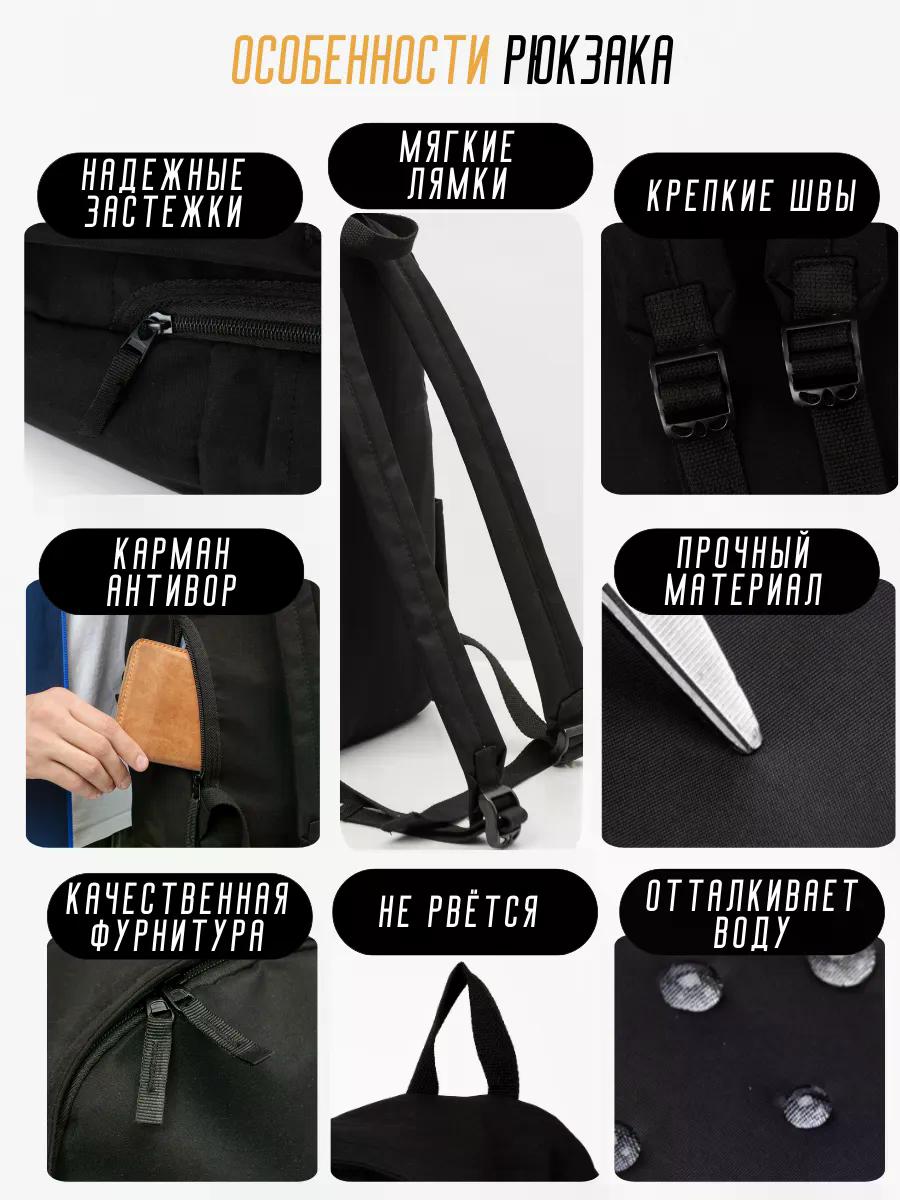 ОСОБЕННОСТИ РЮКЗАКА
НАДЕЖНЫЕ
ЗАСТЕЖКИ
МЯГКИЕ
ЛЯМКИ
КРЕПКИЕ ШВЫ
КАРМАН
АНТИВОР
ПРОЧНЫЙ
МАТЕРИАЛ
КАЧЕСТВЕННАЯ
ФУРНИТУРА
НЕ РВЁТСЯ
ОТТАЛКИВАЕТ
ВОДУ